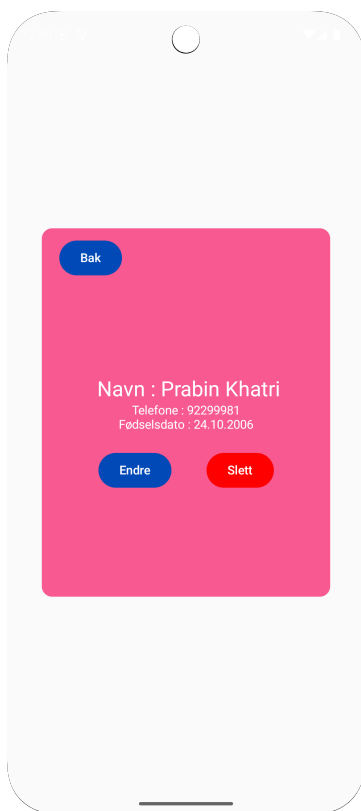 Bak
Navn : Prabin Khatri
Telefone : 92299981
Fødselsdato : 24.10.2006
Endre
Slett